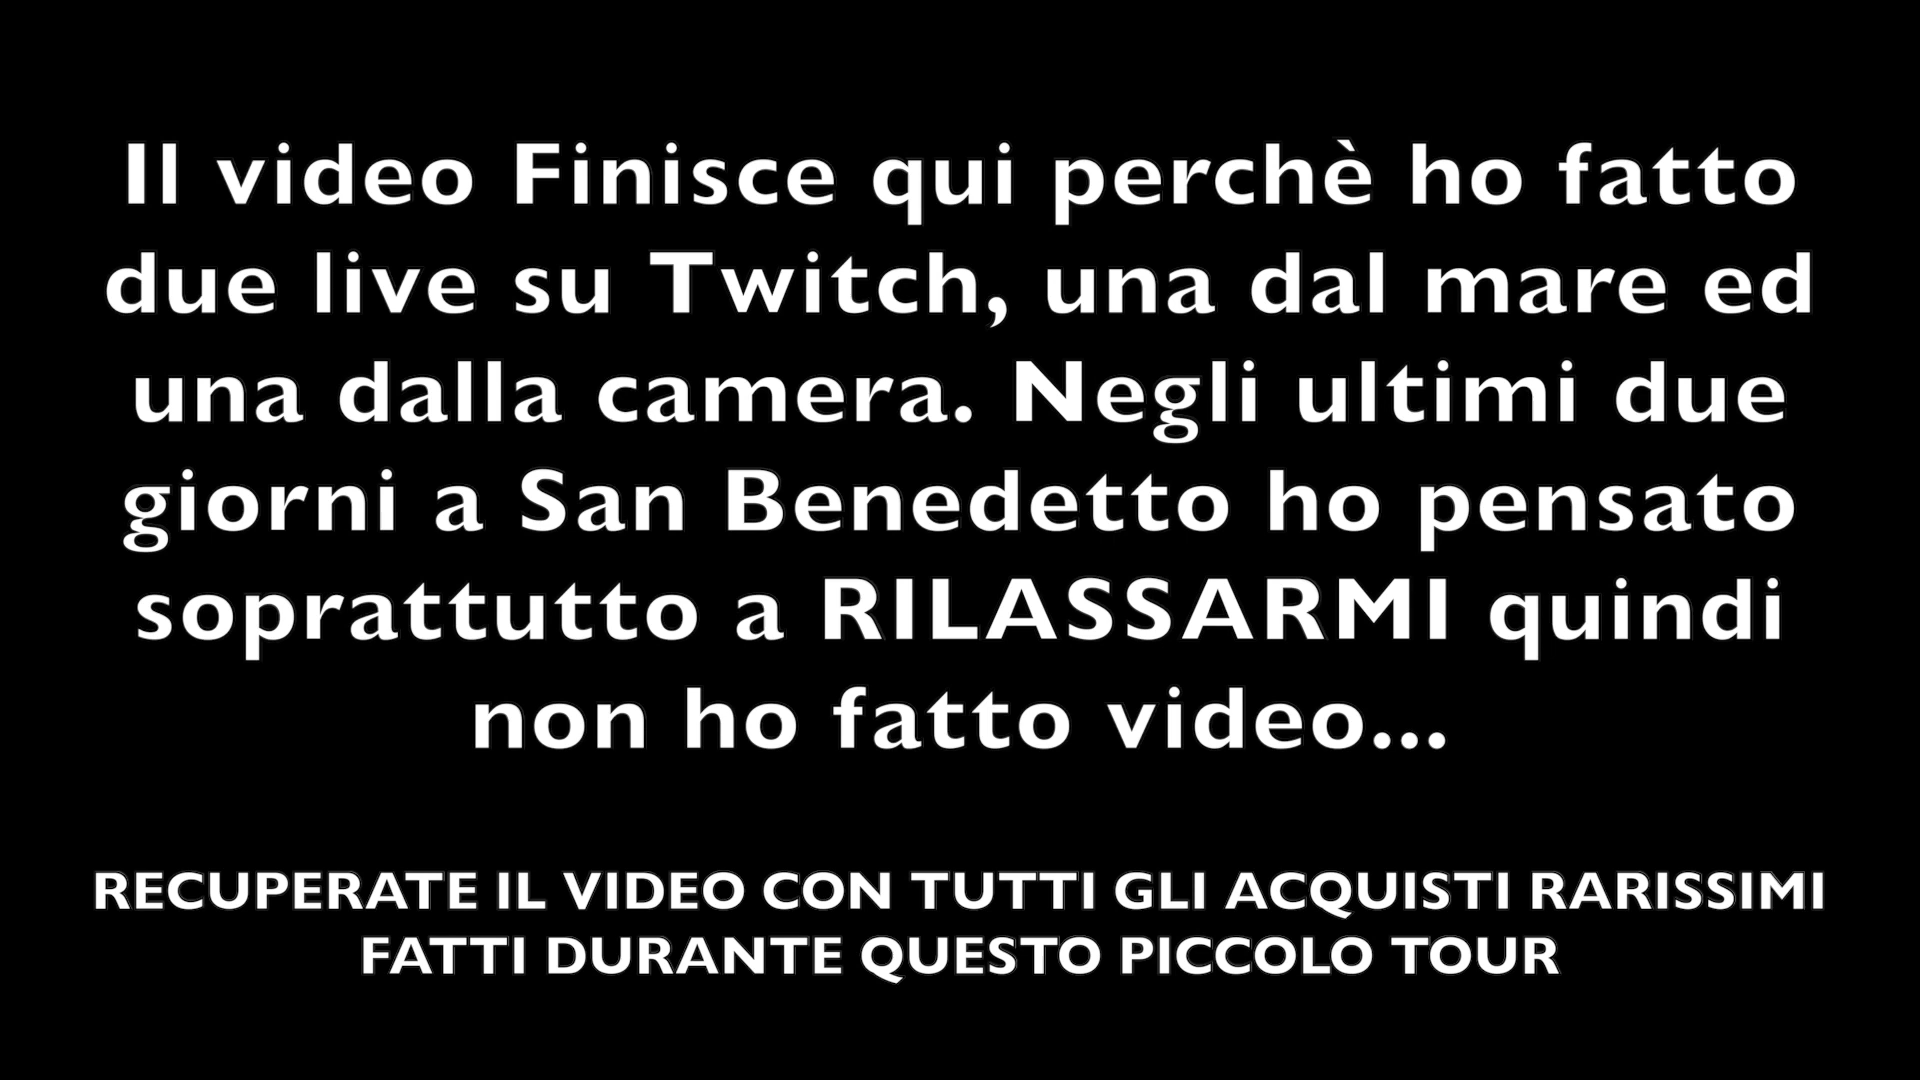 Il video Finisce qui perchè ho fatto
due live su Twitch, una dal mare ed
una dalla camera. Negli ultimi due
giorni a San Benedetto ho pensato
soprattutto a RILASSARMI quindi
non ho fatto video...
RECUPERATE IL VIDEO CON TUTTI GLI ACQUISTI RARISSIMI
FATTI DURANTE QUESTO PICCOLO TOUR